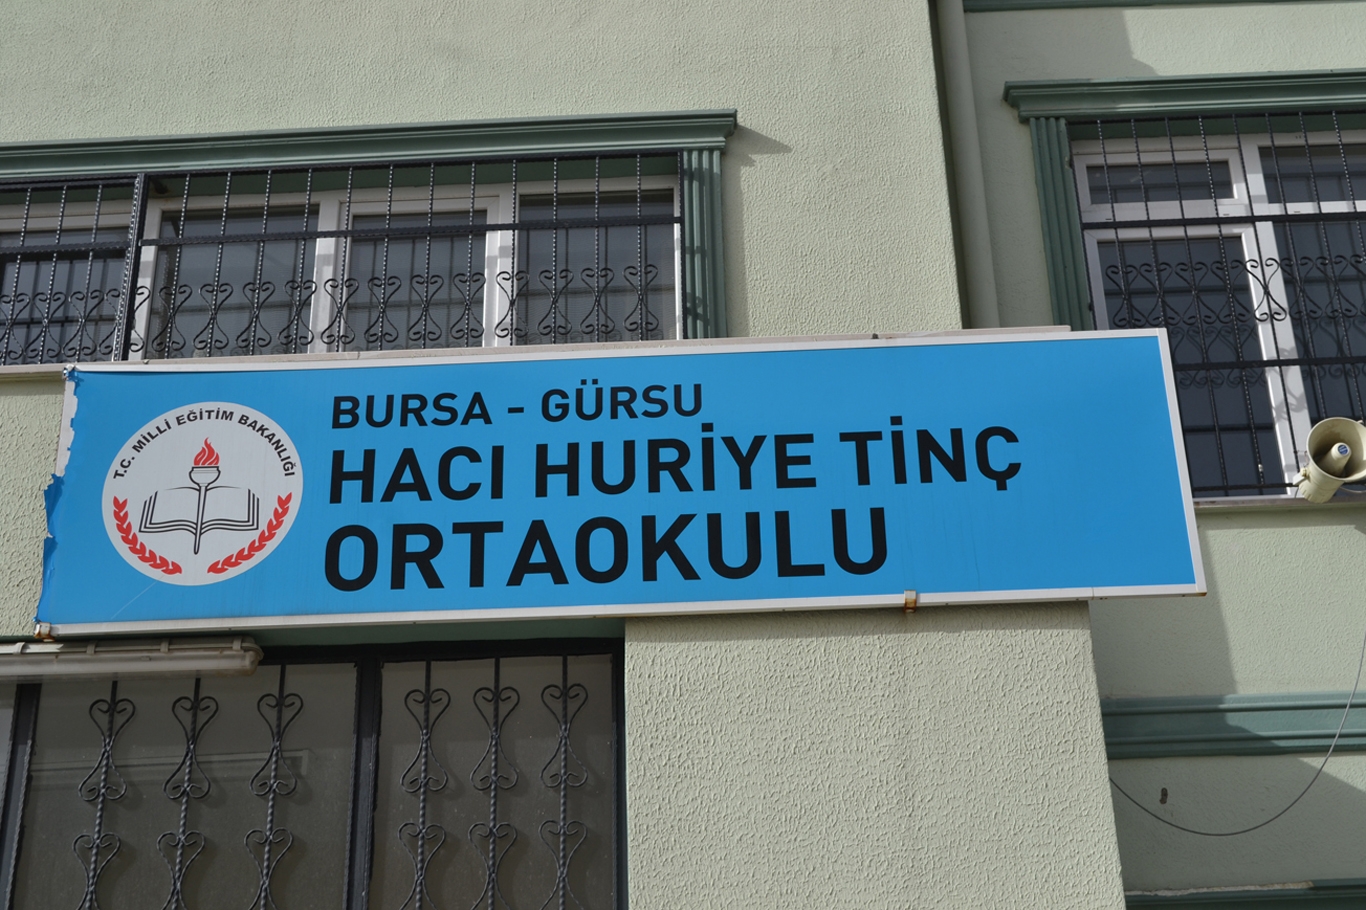 T.C. MİLLİ EĞİTİM BAKANLIĞI
BURSA - GÜRSU
HACI HURİYE TİNÇ
ORTAOKULU